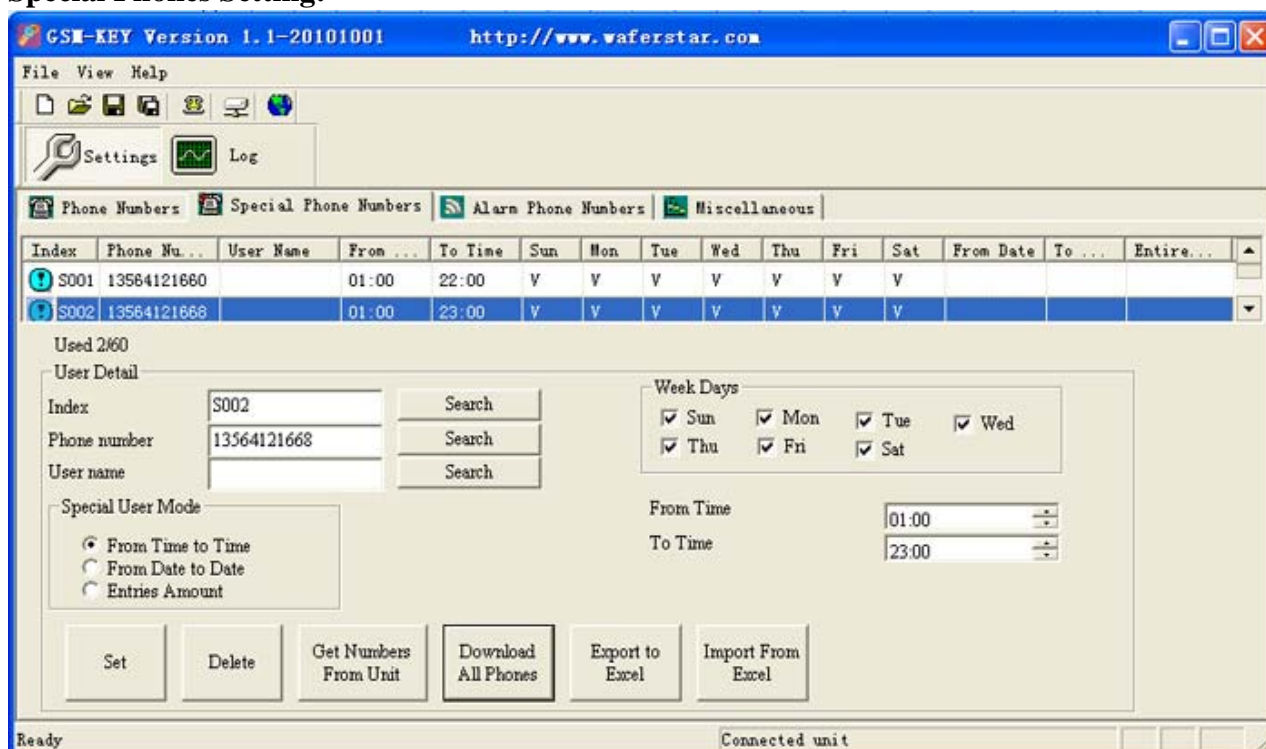 Special Phones Setting:
GSM-KEY Version 1.1-20101001 http://www.waferstar.com
File View Help
Settings Log
Phone Numbers Special Phone Numbers Alarm Phone Numbers Miscellaneous
Index Phone Nu... User Name From ... To Time Sun Mon Tue Wed Thu Fri Sat From Date To ... Entire...
S001 13564121660 01:00 22:00 V V V V V V V
S002 13564121668 01:00 23:00 V V V V V V V
Used 2/60
User Detail
Index S002 Search
Phone number 13564121668 Search
User name Search
Week Days
Sun Mon Tue Wed
Thu Fri Sat
Special User Mode
From Time to Time
From Date to Date
Entries Amount
From Time 01:00
To Time 23:00
Set Delete Get Numbers From Unit Download All Phones Export to Excel Import From Excel
Ready Connected unit